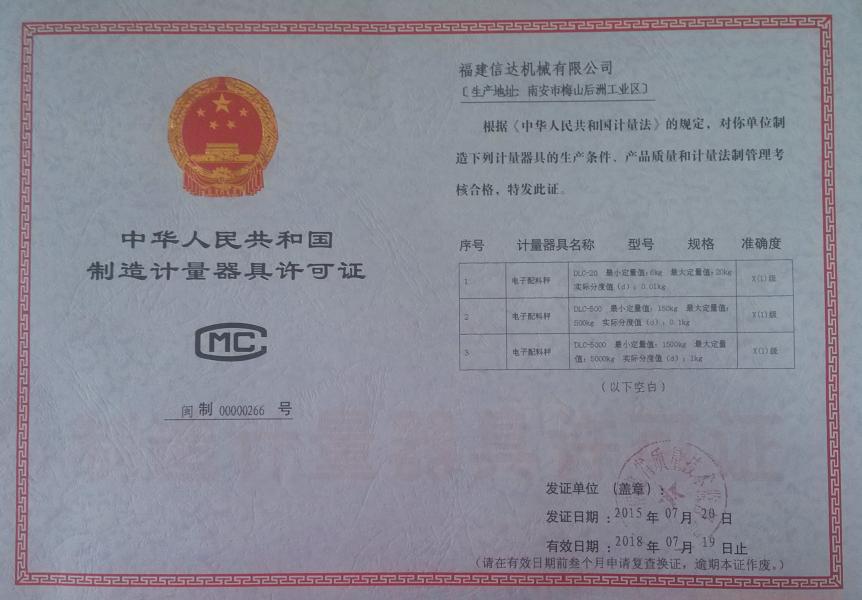 中华人民共和国
制造计量器具许可证
CMC
闽 制 00000266 号
福建信达机械有限公司
〔生产地址: 南安市梅山后洲工业区〕
根据《中华人民共和国计量法》的规定，对你单位制
造下列计量器具的生产条件、产品质量和计量法制管理考
核合格，特发此证。
序号 计量器具名称 型号 规格 准确度
1 电子配料秤 DLC-20 最小定量值：6kg 最大定量值：20kg X(1)级
实际分度值（d）：0.01kg
2 电子配料秤 DLC-500 最小定量值：150kg 最大定量值： X(1)级
500kg 实际分度值（d）：0.1kg
3 电子配料秤 DLC-5000 最小定量值：1500kg 最大定量 X(1)级
值：5000kg 实际分度值（d）：1kg
（以下空白）
制造计量器具许可证
发证单位 （盖章）：
发证日期：2015 年 07 月 20 日
有效日期：2018 年 07 月 19 日止
（请在有效日期前叁个月申请复查换证，逾期本证作废。）